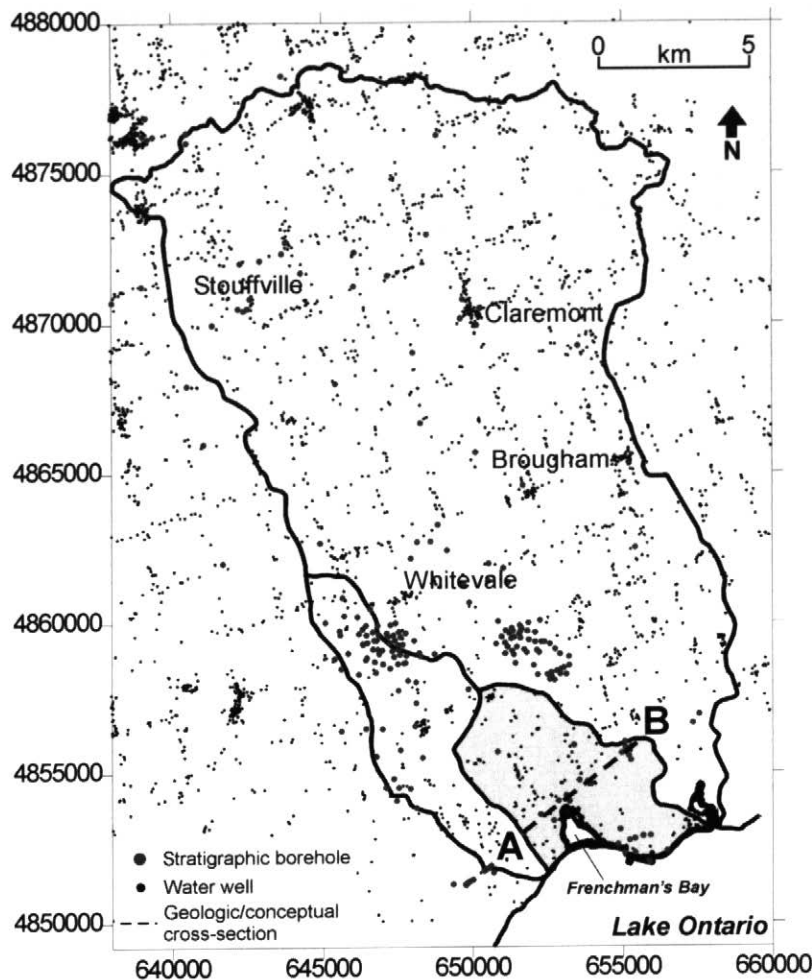 4880000
0 5
km
N
4875000
Stouffville
4870000
Claremont
4865000
Brougham
Whitevale
4860000
B
4855000
A
Stratigraphic borehole
Water well
Frenchman's Bay
Geologic/conceptual
cross-section
4850000
Lake Ontario
640000 645000 650000 655000 660000